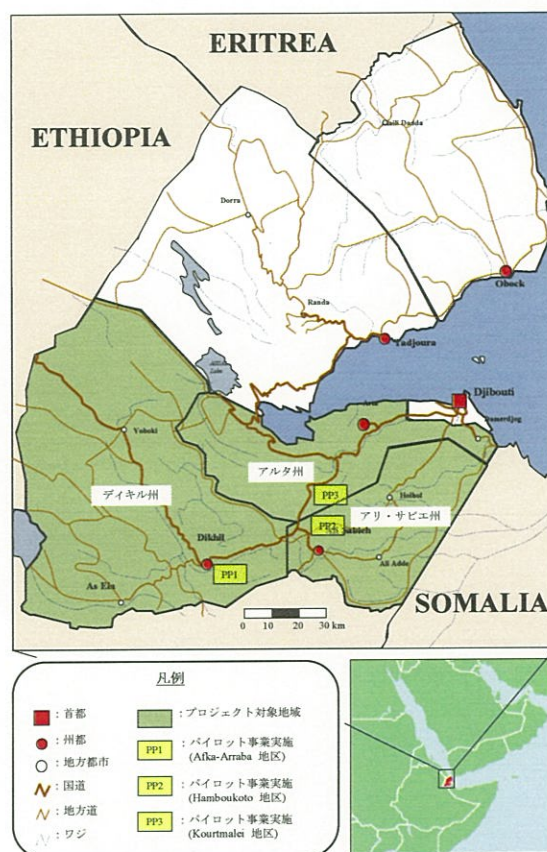 ERITREA
ETHIOPIA
Dorra
Obock
Randa
Tadjoura
Djibouti
Arta
Yoboki
アルタ州
Holhol
ディキル州
PP3
アリ・サビエ州
PP2
Dikhil
Ali Sabieh
PP1
Ali Adde
As Ela
SOMALIA
0 10 20 30 km
凡例
: 首都
: プロジェクト対象地域
: 州都
PP1
: パイロット事業実施
(Afka-Arraba 地区)
: 地方都市
: 国道
PP2
: パイロット事業実施
(Hamboukoto 地区)
: 地方道
PP3
: パイロット事業実施
(Kourtmalei 地区)
: ワジ